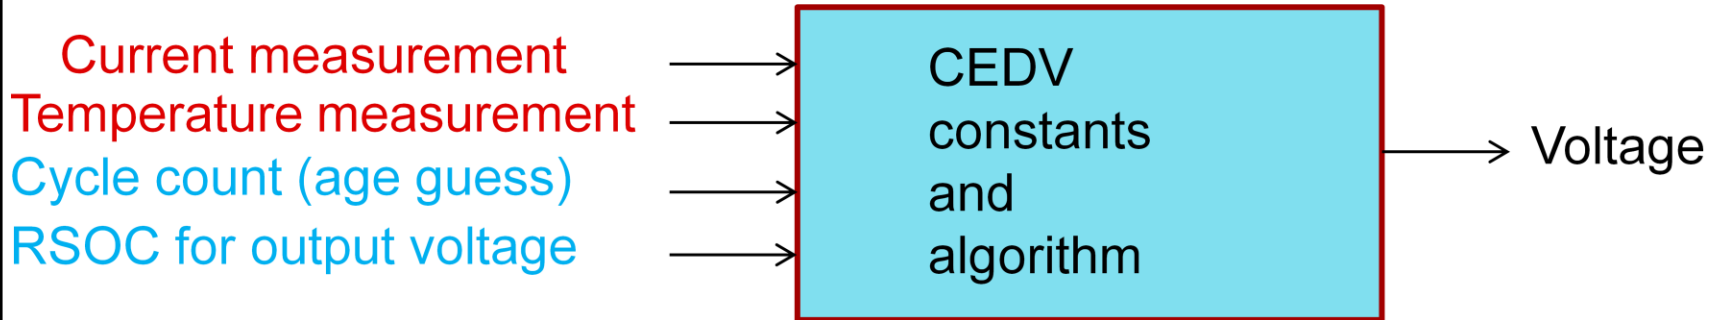 Current measurement
Temperature measurement
Cycle count (age guess)
RSOC for output voltage
CEDV
constants
and
algorithm
Voltage